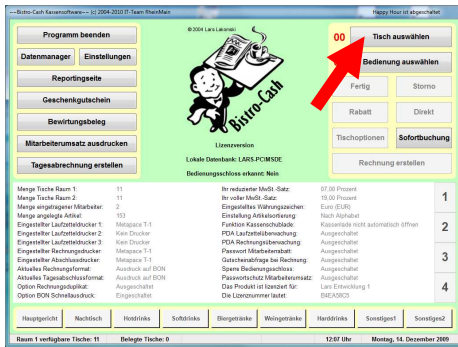 --Bistro-Cash Kassensoftware-- (c) 2004-2010 IT-Team RheinMain
Happy Hour ist abgeschaltet
Programm beenden
© 2004 Lars Lakomski
00
Tisch auswählen
Datenmanager
Einstellungen
Bedienung auswählen
Reportingseite
Fertig
Storno
Geschenkgutschein
Rabatt
Direkt
Bewirtungsbeleg
Bistro-Cash
Mitarbeiterumsatz ausdrucken
Lizenzversion
Tischoptionen
Sofortbuchung
Tagesabrechnung erstellen
Lokale Datenbank: LARS-PC\MSDE
Bedienungsschloss erkannt: Nein
Rechnung erstellen
Menge Tische Raum 1: 11 Ihr reduzierter MwSt.-Satz: 07,00 Prozent
Menge Tische Raum 2: 11 Ihr voller MwSt.-Satz: 19,00 Prozent
Menge eingetragener Mitarbeiter: 2 Eingestelltes Währungszeichen: Euro (EUR)
Menge angelegte Artikel: 153 Einstellung Artikelsortierung: Nach Alphabet
Eingestellter Laufzetteldrucker 1: Metapace T-1 Funktion Kassenschublade: Kassenlade nicht automatisch öffnen
Eingestellter Laufzetteldrucker 2: Kein Drucker PDA Laufzettelüberwachung: Ausgeschaltet
Eingestellter Laufzetteldrucker 3: Kein Drucker PDA Rechnungsüberwachung: Ausgeschaltet
Eingestellter Rechnungsdrucker: Metapace T-1 Passwort Mitarbeiterrabatt: Ausgeschaltet
Eingestellter Abschlussdrucker: Metapace T-1 Gutscheinabfrage bei Rechnung: Ausgeschaltet
Aktuelles Rechnungsformat: Ausdruck auf BON Sperre Bedienungsschloss: Ausgeschaltet
Aktuelles Tagesabschlussformat: Ausdruck auf BON Passwortschutz Mitarbeiterumsatz: Ausgeschaltet
Option Rechnungsduplikat: Ausgeschaltet Das Produkt ist lizenziert für: Lars Entwicklung 1
Option BON Schnellausdruck: Eingeschaltet Die Lizenznummer lautet: B4EA58C5
1
2
3
4
Hauptgericht Nachtisch Hotdrinks Softdrinks Biergetränke Weingetränke Harddrinks Sonstiges1 Sonstiges2
Raum 1 verfügbare Tische: 11 Belegte Tische: 0 12:07 Uhr Montag, 14. Dezember 2009